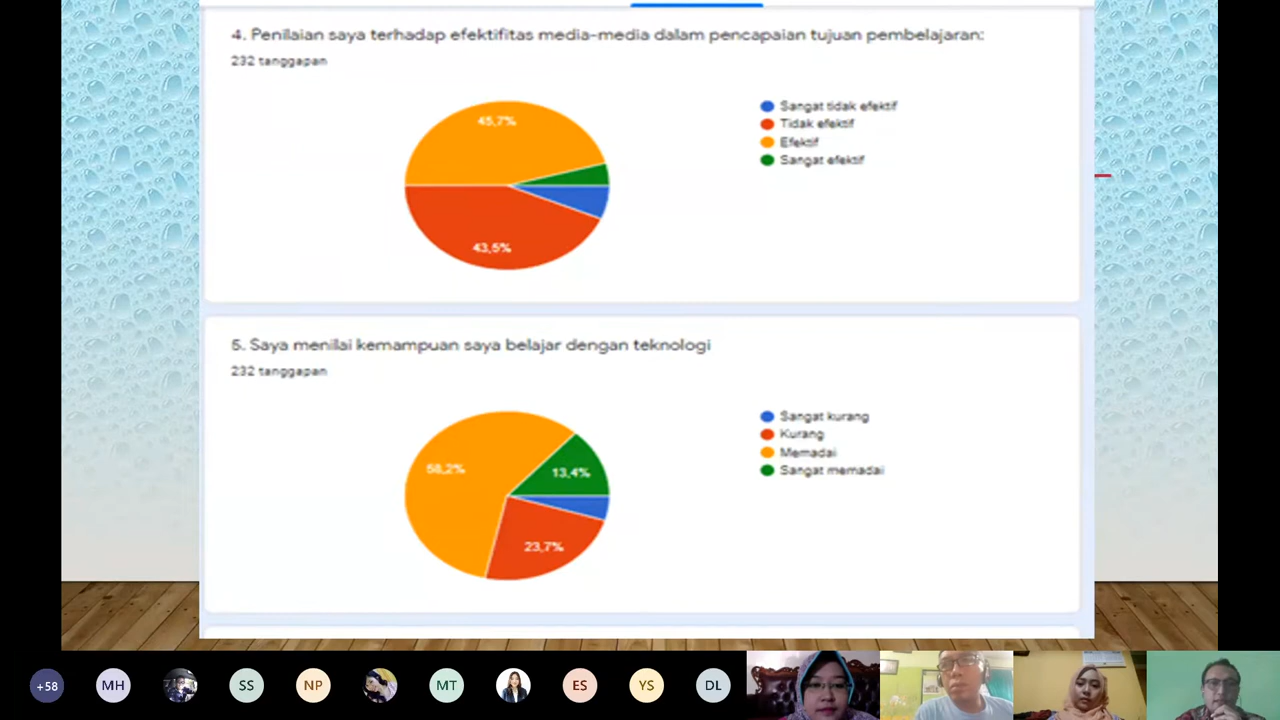 4. Penilaian saya terhadap efektifitas media-media dalam pencapaian tujuan pembelajaran:
232 tanggapan
45,7%
43,5%
Sangat tidak efektif
Tidak efektif
Efektif
Sangat efektif
5. Saya menilai kemampuan saya belajar dengan teknologi
232 tanggapan
58,2%
13,4%
23,7%
Sangat kurang
Kurang
Memadai
Sangat memadai
+58
MH
SS
NP
MT
ES
YS
DL